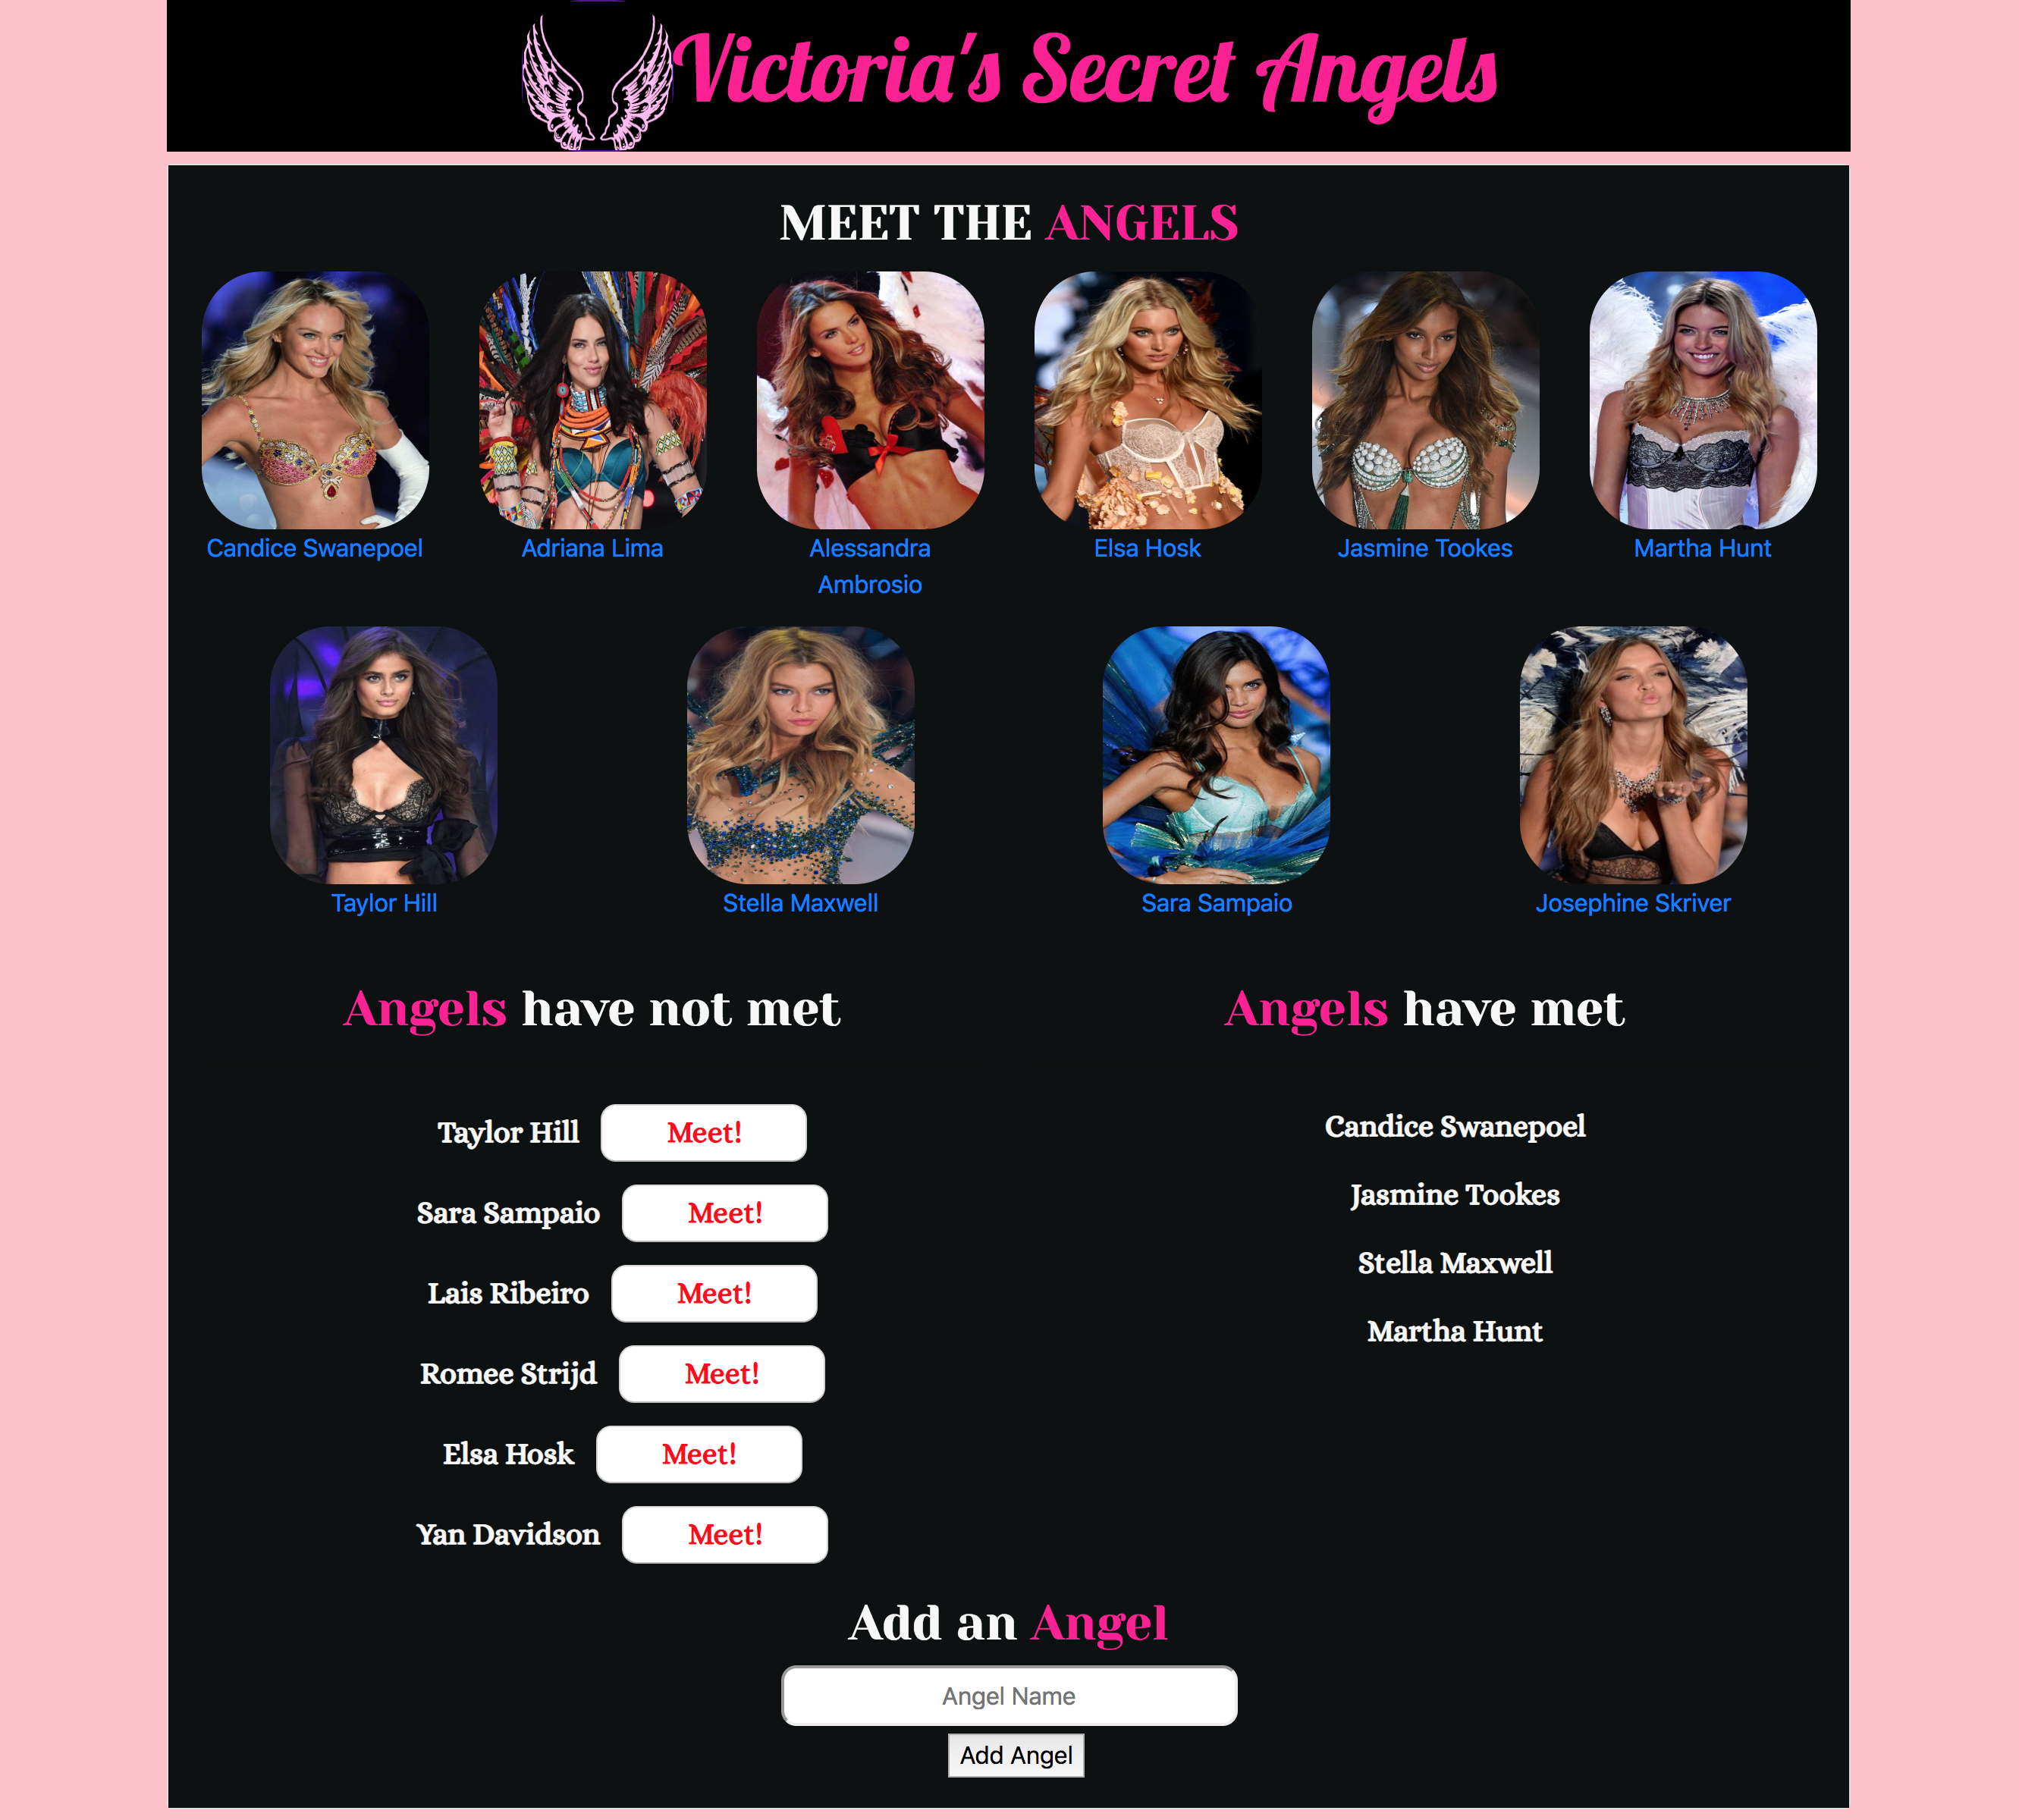 Victoria's Secret Angels
MEET THE ANGELS
Candice Swanepoel
Adriana Lima
Alessandra
Ambrosio
Elsa Hosk
Jasmine Tookes
Martha Hunt
Taylor Hill
Stella Maxwell
Sara Sampaio
Josephine Skriver
Angels have not met
Taylor Hill Meet!
Sara Sampaio Meet!
Lais Ribeiro Meet!
Romee Strijd Meet!
Elsa Hosk Meet!
Yan Davidson Meet!
Angels have met
Candice Swanepoel
Jasmine Tookes
Stella Maxwell
Martha Hunt
Add an Angel
Angel Name
Add Angel